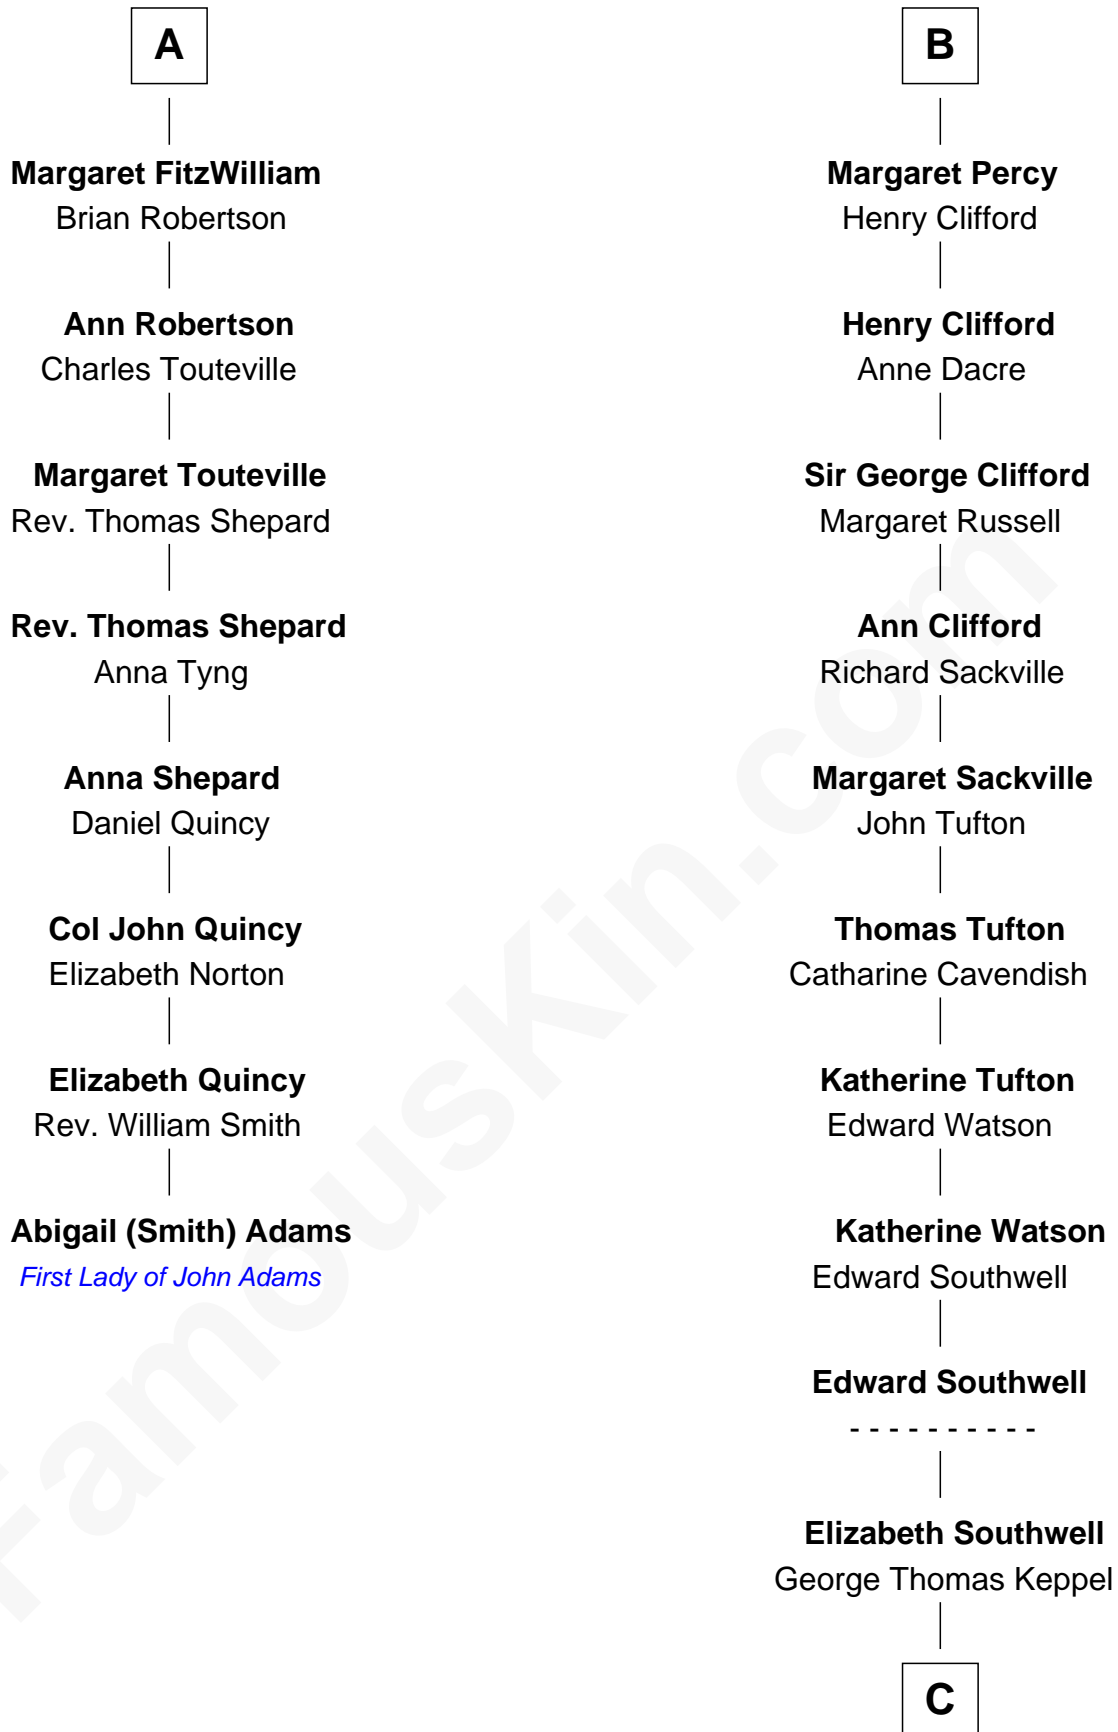 A
Margaret FitzWilliam
Brian Robertson
Ann Robertson
Charles Touteville
Margaret Touteville
Rev. Thomas Shepard
Rev. Thomas Shepard
Anna Tyng
Anna Shepard
Daniel Quincy
Col John Quincy
Elizabeth Norton
Elizabeth Quincy
Rev. William Smith
Abigail (Smith) Adams
First Lady of John Adams
B
Margaret Percy
Henry Clifford
Henry Clifford
Anne Dacre
Sir George Clifford
Margaret Russell
Ann Clifford
Richard Sackville
Margaret Sackville
John Tufton
Thomas Tufton
Catharine Cavendish
Katherine Tufton
Edward Watson
Katherine Watson
Edward Southwell
Edward Southwell
- - - - - - - - - -
Elizabeth Southwell
George Thomas Keppel
C
FamousKin.com